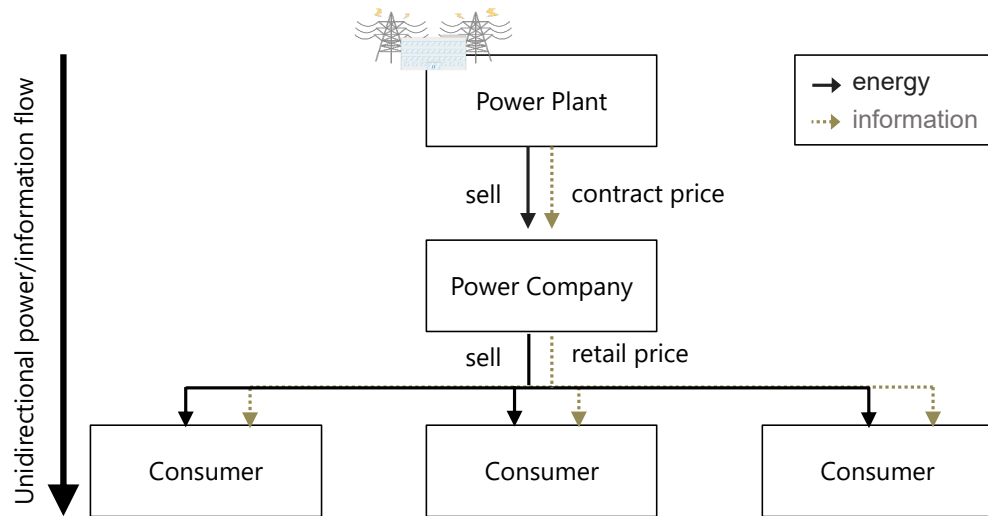 Power Plant
energy
information
sell
contract price
Power Company
sell
retail price
Consumer
Consumer
Consumer
Unidirectional power/information flow